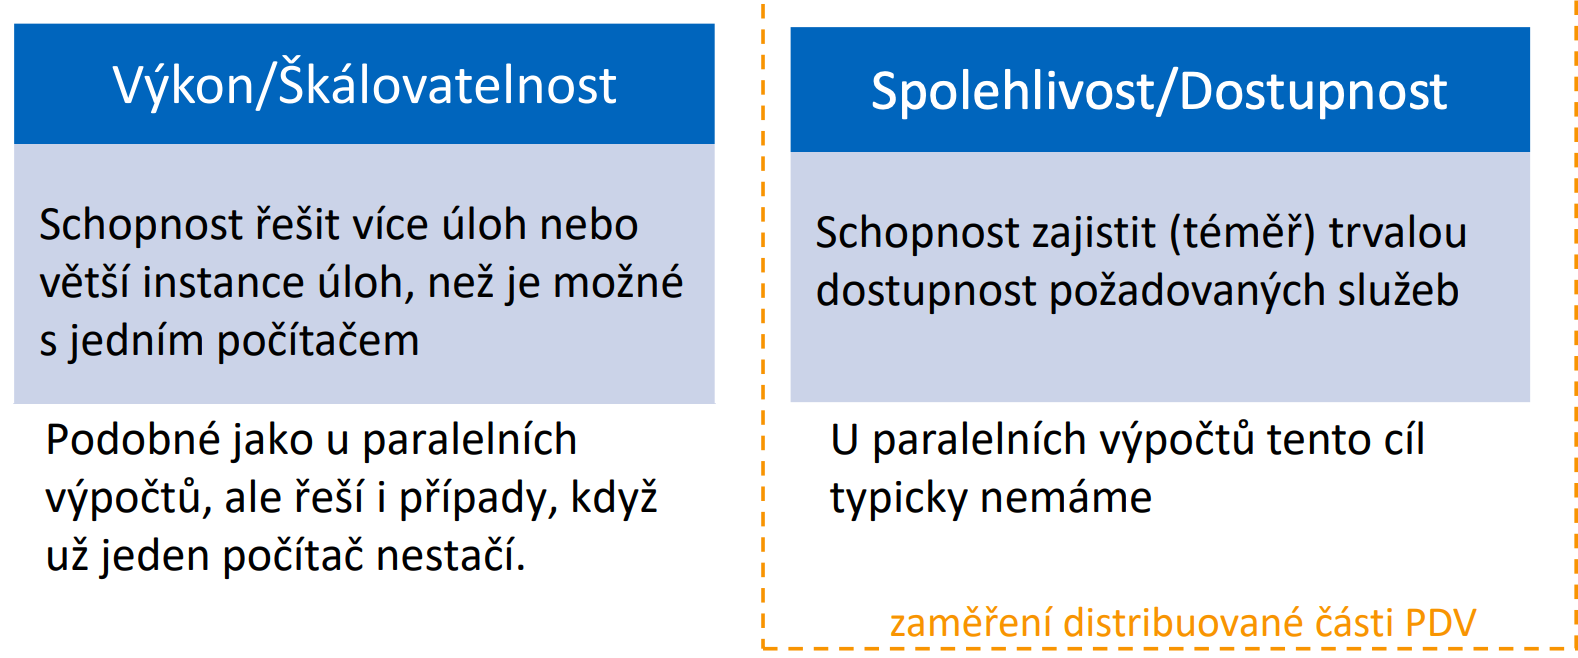 Výkon/Škálovatelnost
Schopnost řešit více úloh nebo
větší instance úloh, než je možné
s jedním počítačem
Podobné jako u paralelních
výpočtů, ale řeší i případy, když
už jeden počítač nestačí.
Spolehlivost/Dostupnost
Schopnost zajistit (téměř) trvalou
dostupnost požadovaných služeb
U paralelních výpočtů tento cíl
typicky nemáme
zaměření distribuované části PDV